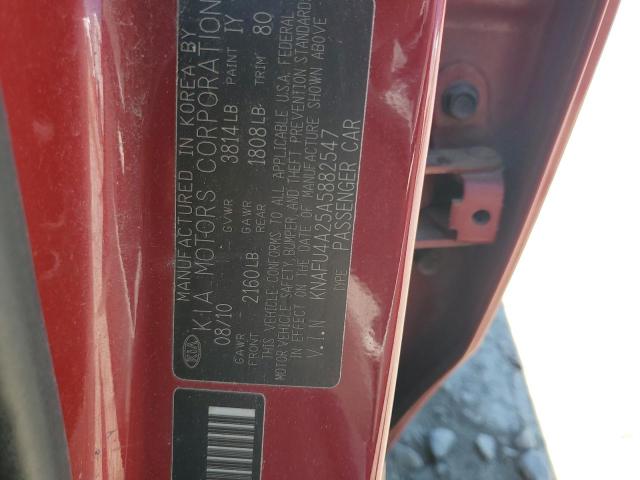 MANUFACTURED IN KOREA BY
KIA KIA MOTORS CORPORATION
08/10 GVWR 3814LB PAINT IY
GAWR FRONT 2160LB GAWR REAR 1808LB TRIM 80
THIS VEHICLE CONFORMS TO ALL APPLICABLE U.S.A. FEDERAL
MOTOR VEHICLE SAFETY, BUMPER, AND THEFT PREVENTION STANDARDS
IN EFFECT ON THE DATE OF MANUFACTURE SHOWN ABOVE
V.I.N KNAFU4A25A5882547
TYPE PASSENGER CAR